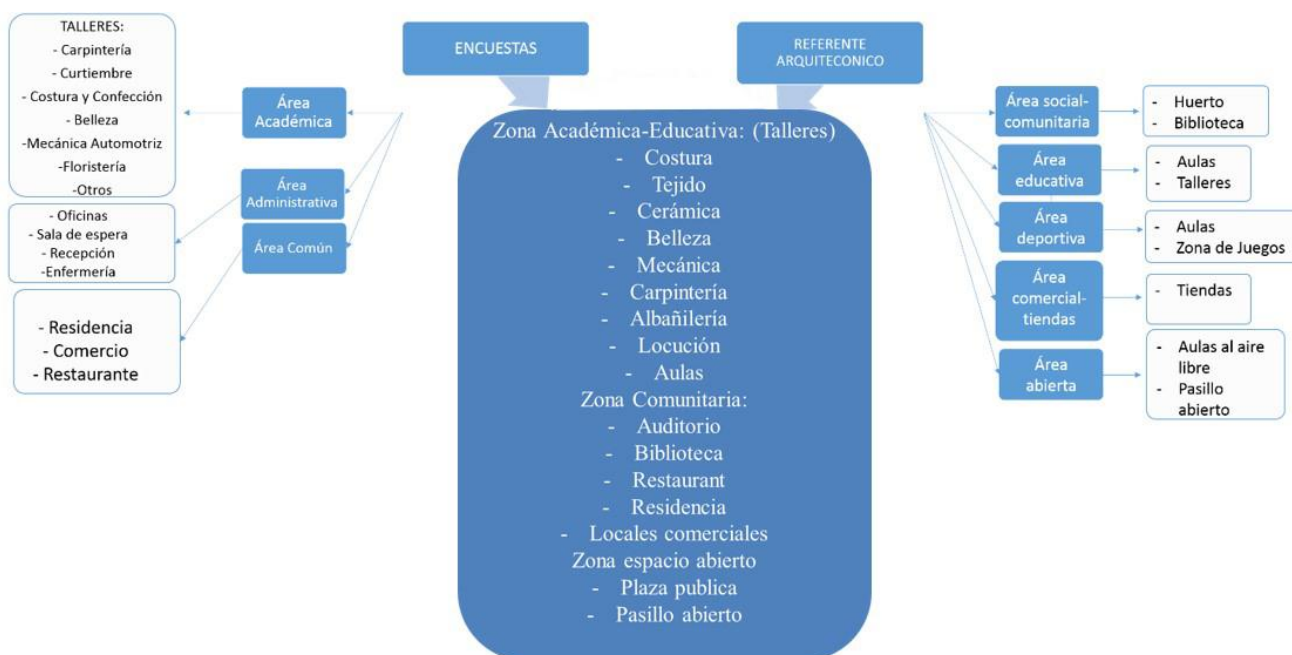 TALLERES:
- Carpintería
- Curtiembre
- Costura y Confección
- Belleza
-Mecánica Automotriz
-Floristería
-Otros
- Oficinas
- Sala de espera
- Recepción
-Enfermería
- Residencia
- Comercio
- Restaurante
Área
Académica
Área
Administrativa
Área Común
ENCUESTAS
REFERENTE
ARQUITECONICO
Zona Académica-Educativa: (Talleres)
- Costura
- Tejido
- Cerámica
- Belleza
- Mecánica
- Carpintería
- Albañilería
- Locución
- Aulas
Zona Comunitaria:
- Auditorio
- Biblioteca
- Restaurant
- Residencia
- Locales comerciales
Zona espacio abierto
- Plaza publica
- Pasillo abierto
Área social-
comunitaria
- Huerto
- Biblioteca
Área
educativa
- Aulas
- Talleres
Área
deportiva
- Aulas
- Zona de Juegos
Área
comercial-
tiendas
- Tiendas
Área
abierta
- Aulas al aire
libre
- Pasillo
abierto